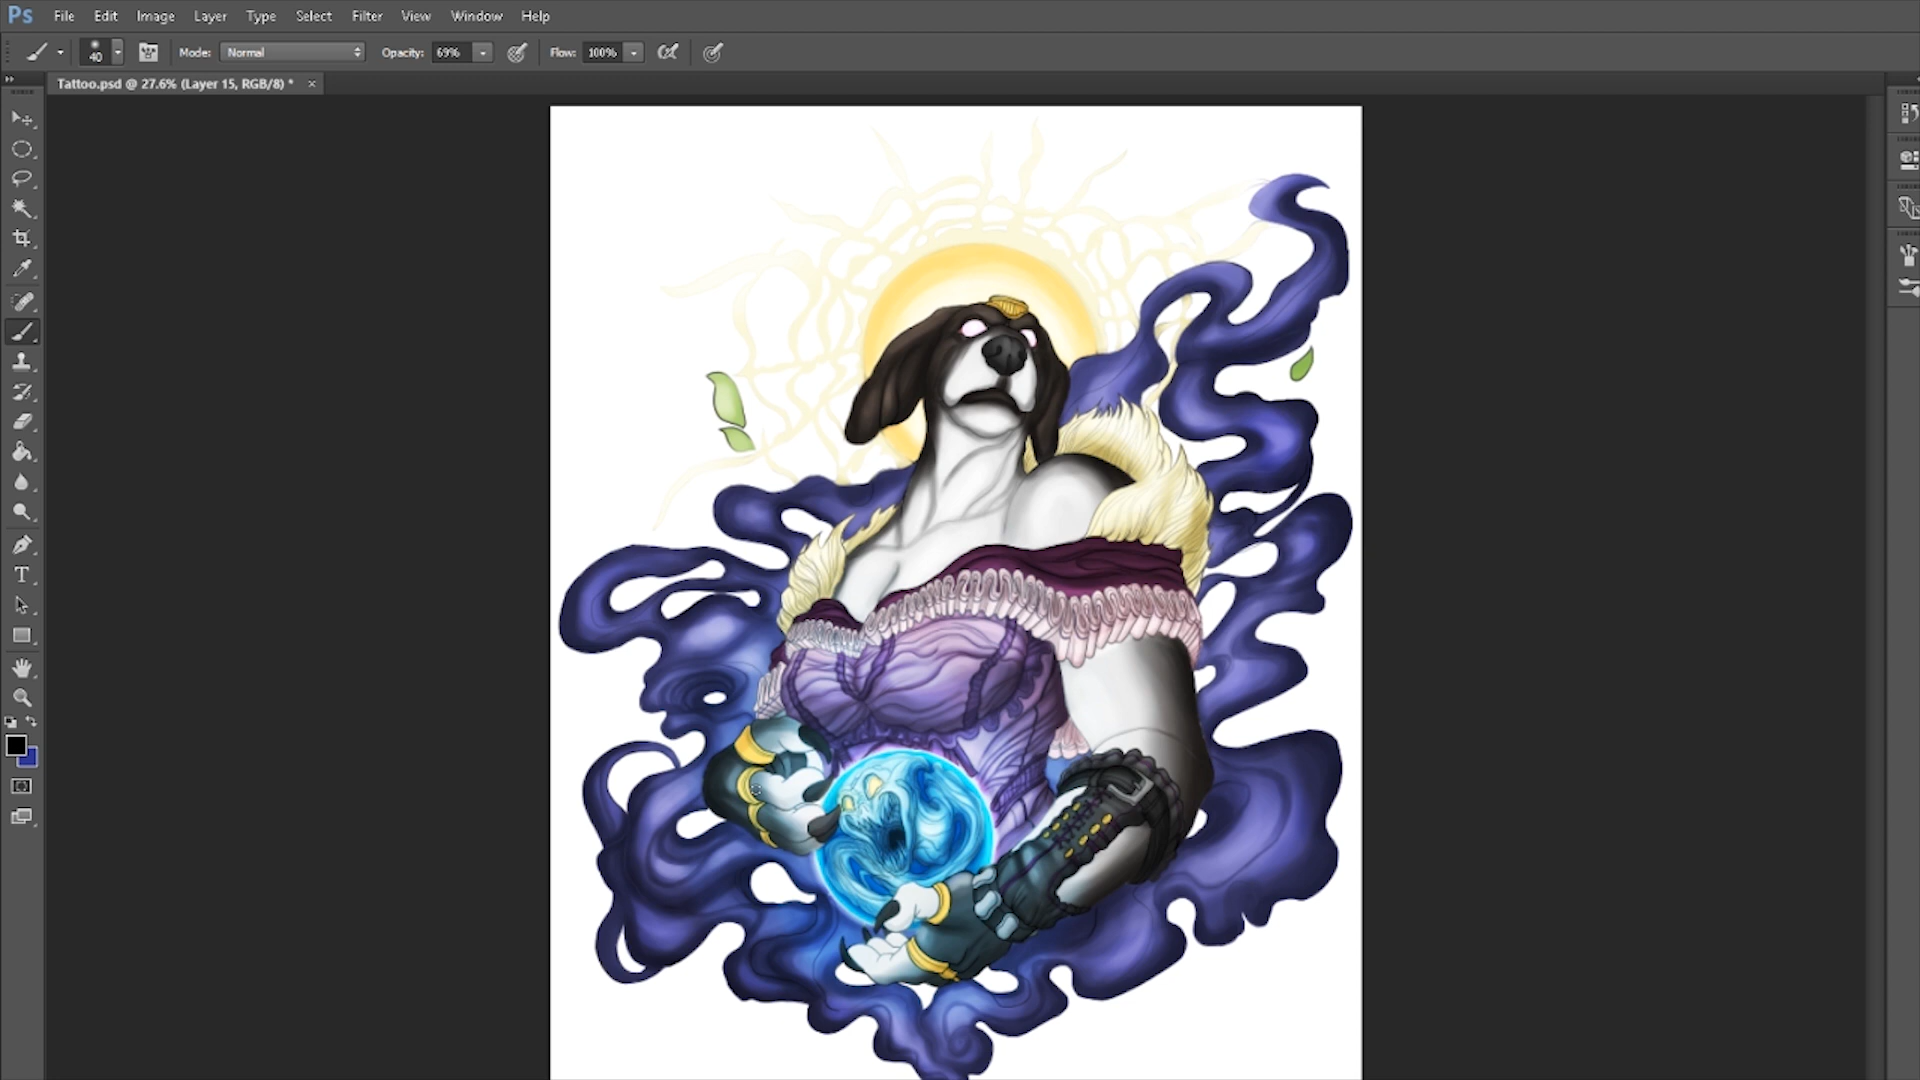 Ps File Edit Image Layer Type Select Filter View Window Help
40 Mode: Normal Opacity: 69% Flow: 100%
Tattoo.psd @ 27.6% (Layer 15, RGB/8) * ×
T